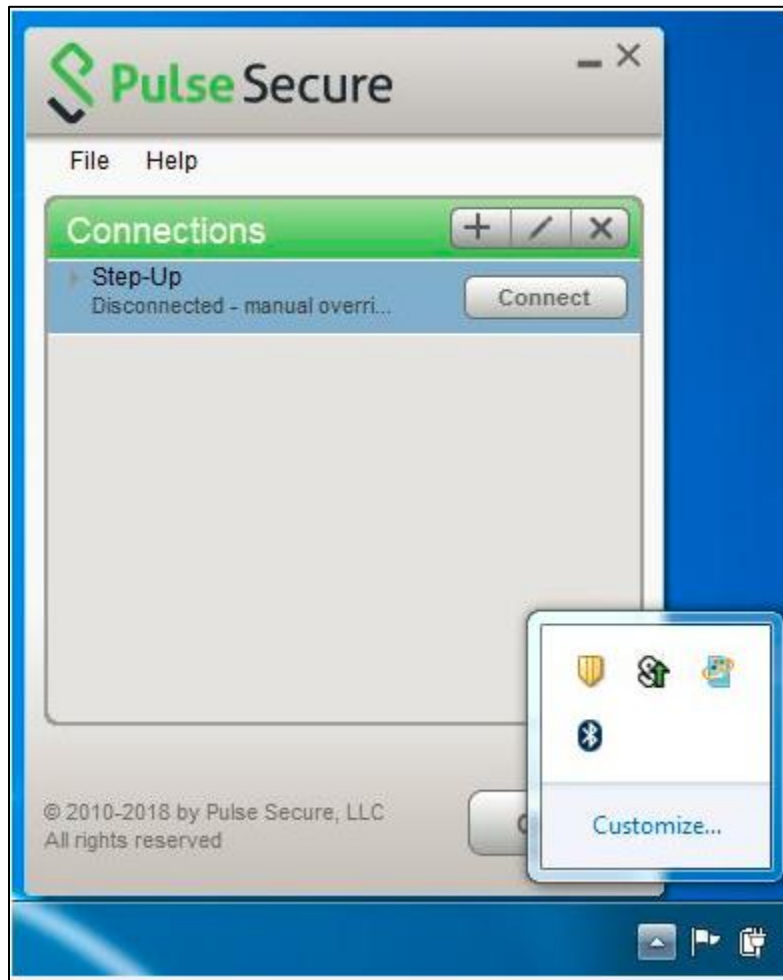 Pulse Secure
File Help
Connections
Step-Up
Disconnected - manual overri...
Connect
© 2010-2018 by Pulse Secure, LLC
All rights reserved
Customize...